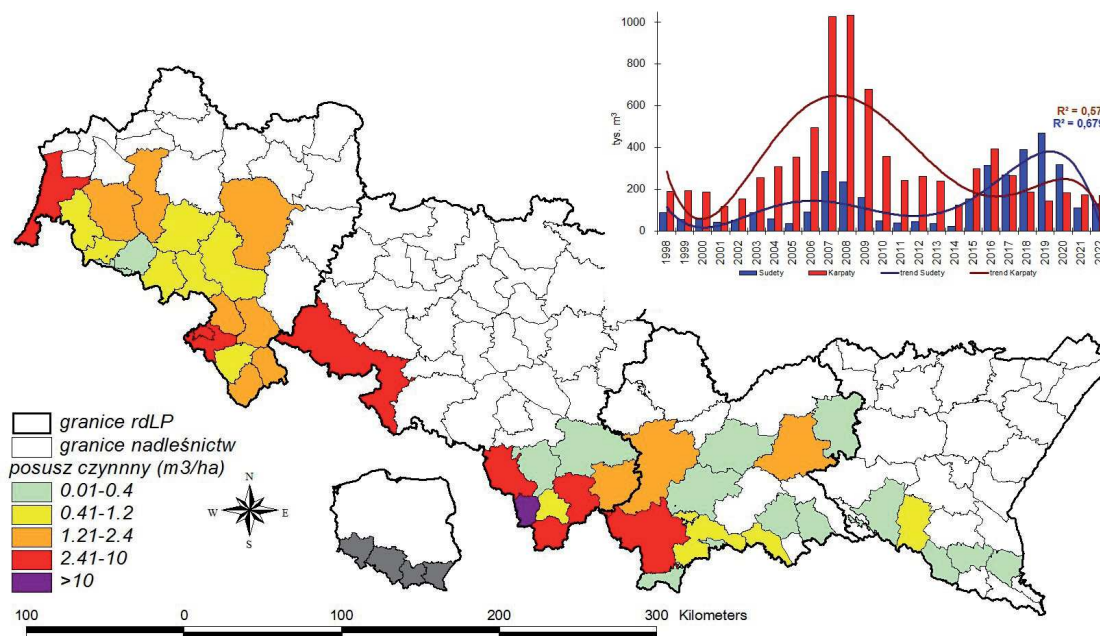 1000
800
600
400
200
0
tys. m³
R² = 0,57
R² = 0,679
1998
1999
2000
2001
2002
2003
2004
2005
2006
2007
2008
2009
2010
2011
2012
2013
2014
2015
2016
2017
2018
2019
2020
2021
2022
Sudety
Karpaty
trend Sudety
trend Karpaty
granice rdLP
granice nadleśnictw
posusz czynnny (m3/ha)
0.01-0.4
0.41-1.2
1.21-2.4
2.41-10
>10
N
W
E
S
100 0 100 200 300 Kilometers